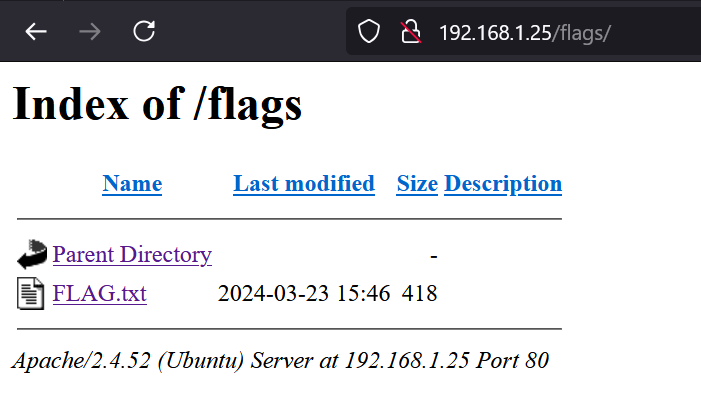 192.168.1.25/flags/
Index of /flags
Name Last modified Size Description
Parent Directory -
FLAG.txt 2024-03-23 15:46 418
Apache/2.4.52 (Ubuntu) Server at 192.168.1.25 Port 80